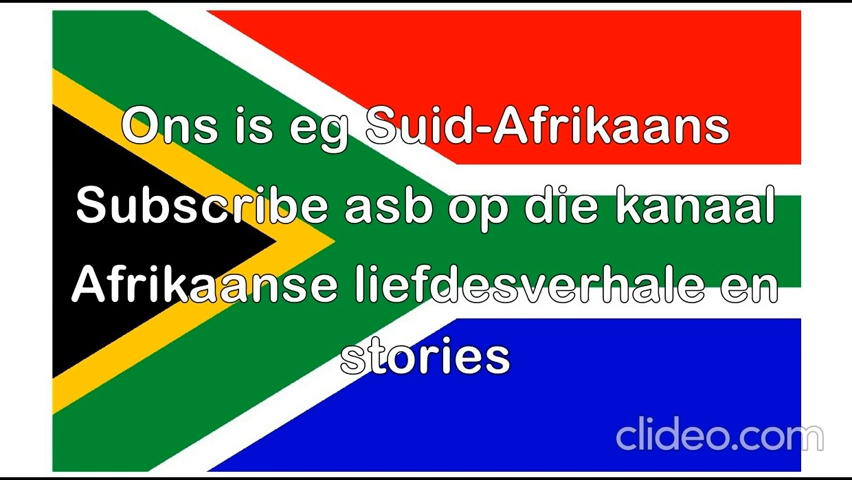 Ons is eg Suid-Afrikaans
Subscribe asb op die kanaal
Afrikaanse liefdesverhale en
stories
clideo.com